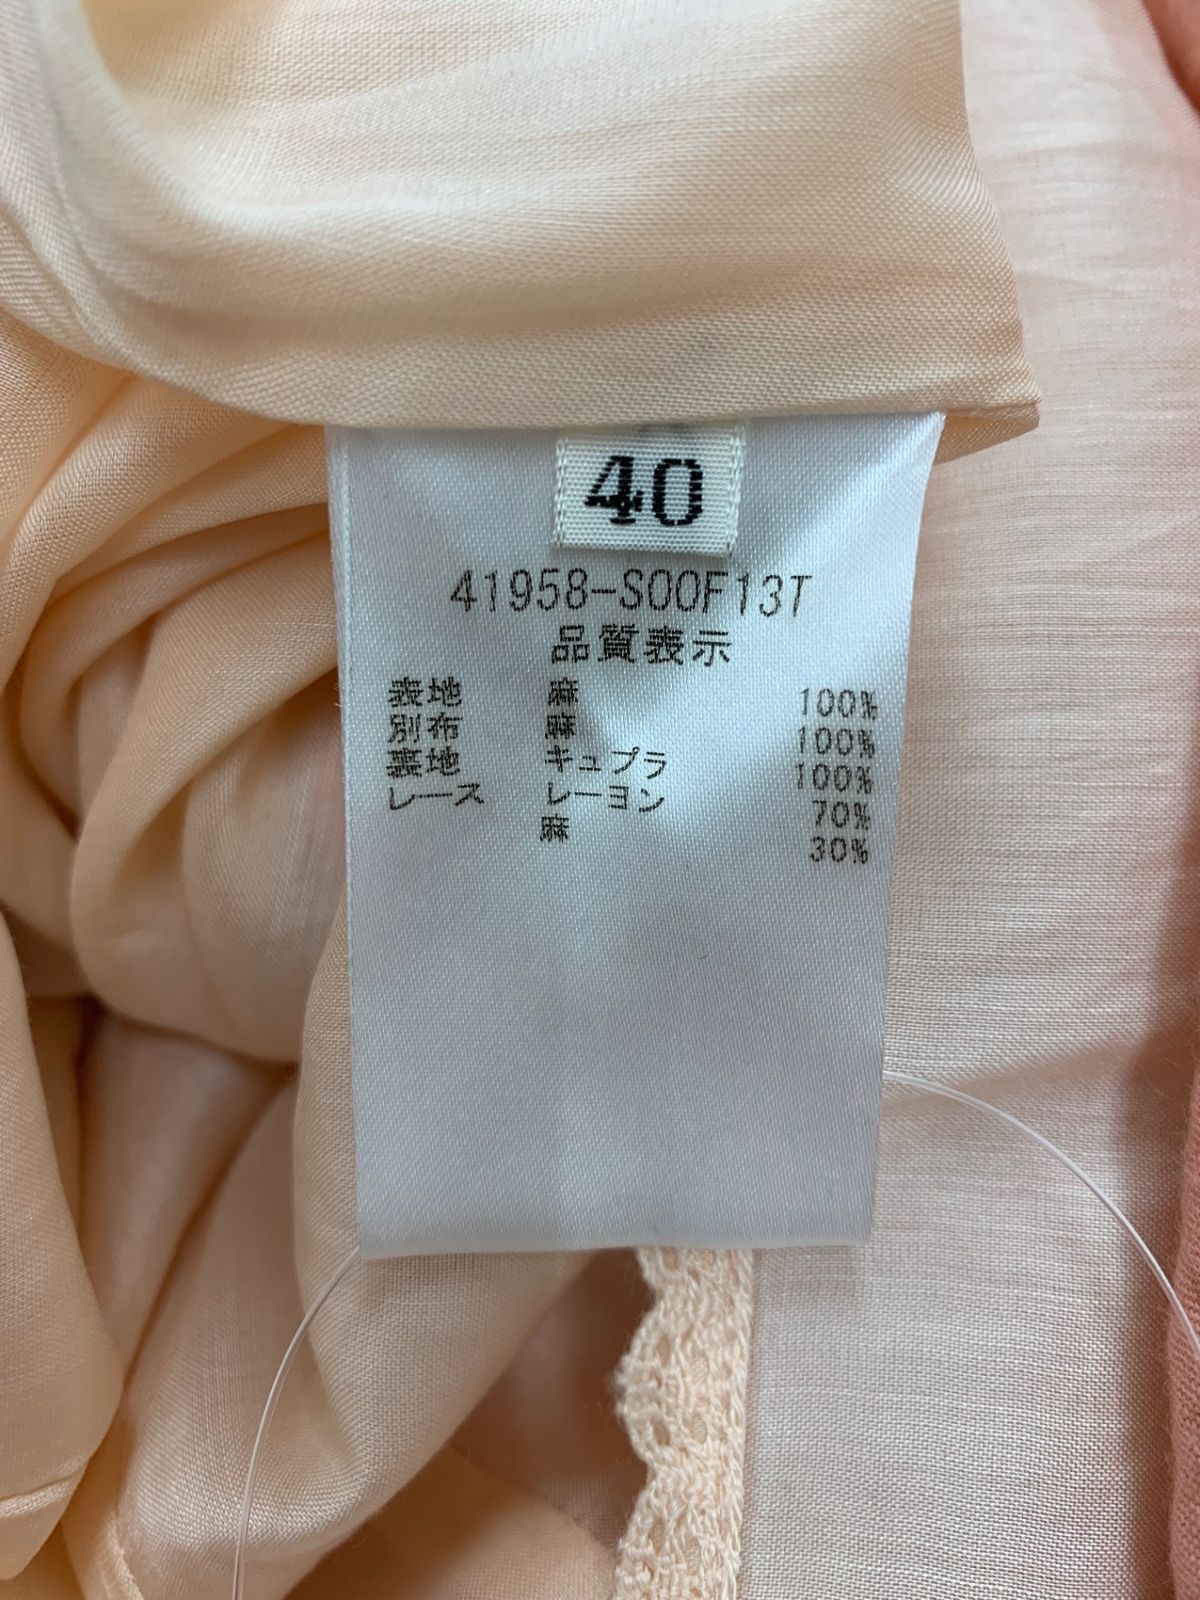 40
41958-S00F13T
品質表示
表地 麻 100%
別布 麻 100%
裏地 キュプラ 100%
レース レーヨン 70%
麻 30%